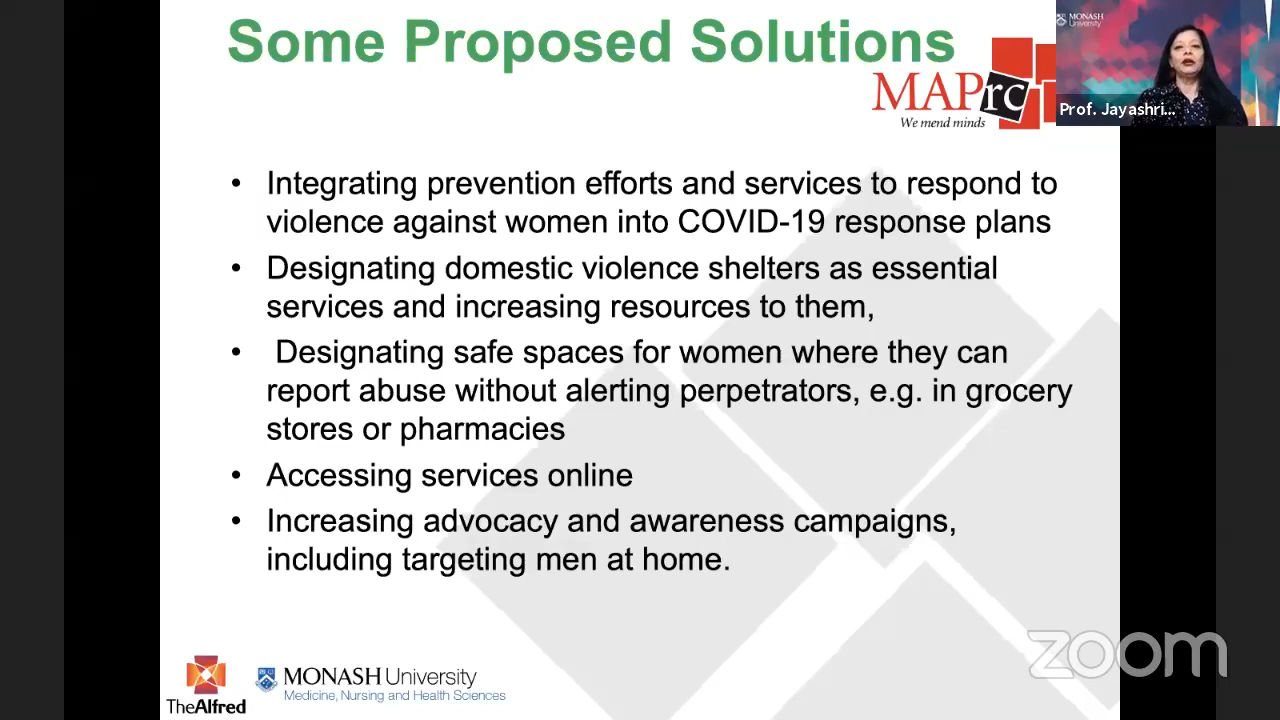 Some Proposed Solutions
MAPrc
We mend minds
MONASH
University
Prof. Jayashri...
• Integrating prevention efforts and services to respond to
violence against women into COVID-19 response plans
• Designating domestic violence shelters as essential
services and increasing resources to them,
• Designating safe spaces for women where they can
report abuse without alerting perpetrators, e.g. in grocery
stores or pharmacies
• Accessing services online
• Increasing advocacy and awareness campaigns,
including targeting men at home.
TheAlfred
MONASH University
Medicine, Nursing and Health Sciences
zoom